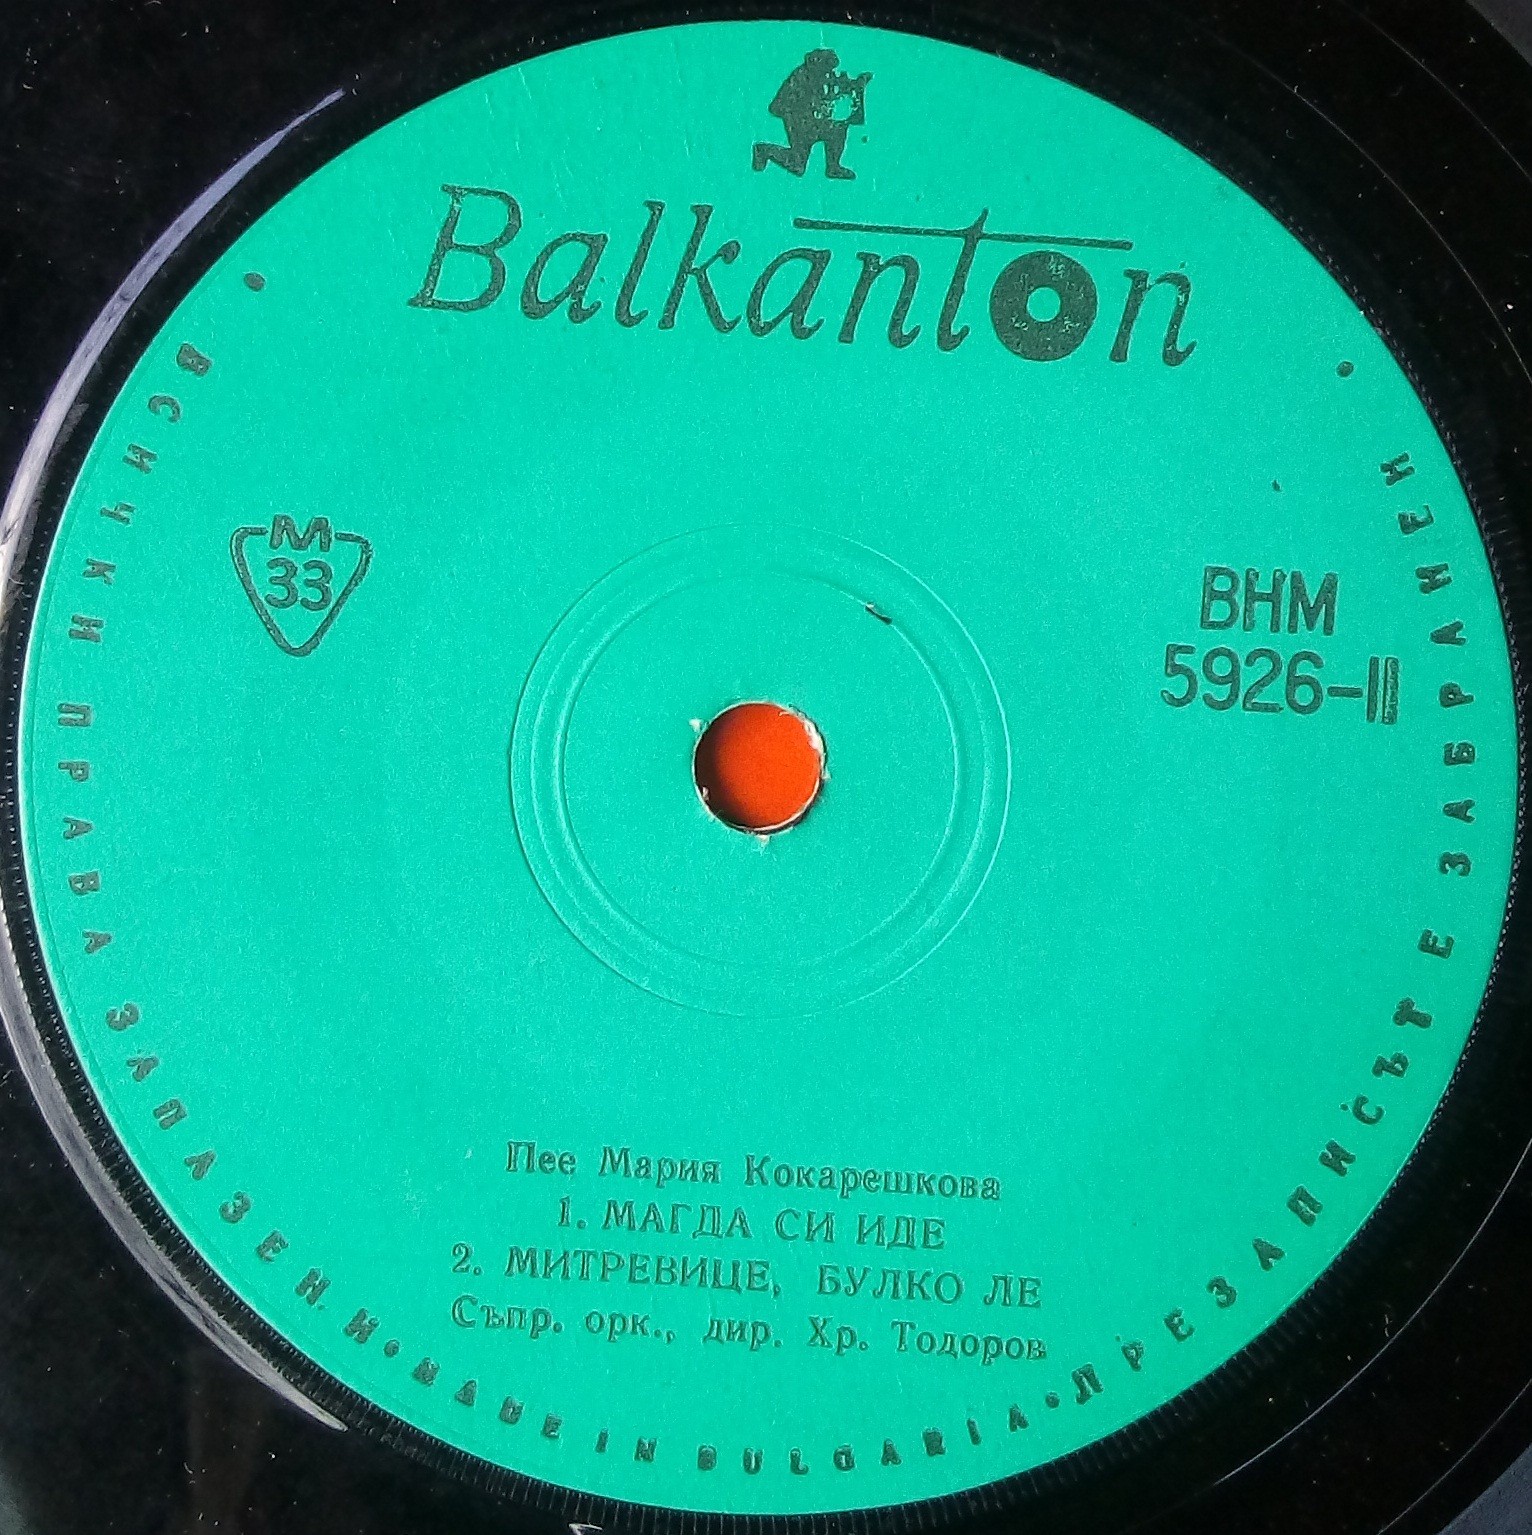 Balkanton
М
33
ВНМ
5926-II
Пее Мария Кокарешкова
1. МАГДА СИ ИДЕ
2. МИТРЕВИЦЕ, БУЛКО ЛЕ
Съпр. орк., дир. Хр. Тодоров
• ВСИЧКИ ПРАВА ЗАПАЗЕНИ • MADE IN BULGARIA • ПРЕЗАПИСЪТ Е ЗАБРАНЕН •